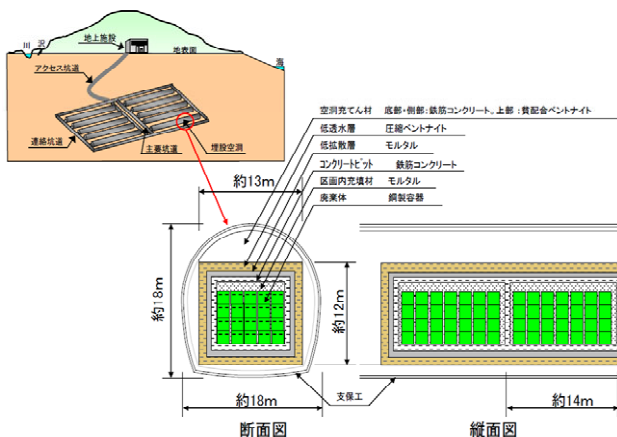 川
沢
地上施設
地表面
海
アクセス坑道
連絡坑道
主要坑道
埋設空洞
空洞充てん材 底部・側部:鉄筋コンクリート。上部:貧配合ベントナイト
低透水層 圧縮ベントナイト
低拡散層 モルタル
コンクリートピット 鉄筋コンクリート
区画内充填材 モルタル
廃棄体 鋼製容器
約13m
約18m
約12m
支保工
約18m
約14m
断面図
縦面図